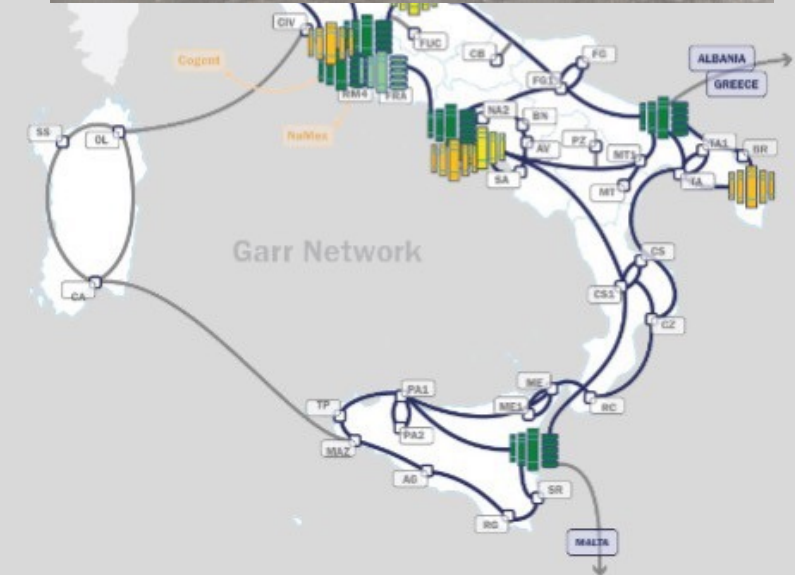 CIV
FUC
CB
FG
FG1
ALBANIA
GREECE
Cogent
RM4
FRA
NaMex
NA2
BN
AV
PZ
MT1
TA1
BR
SS
OL
SA
MT
TA
Garr Network
CS
CS1
CA
CZ
ME
ME1
RC
PA1
TP
PA2
MAZ
AG
SR
RG
MALTA